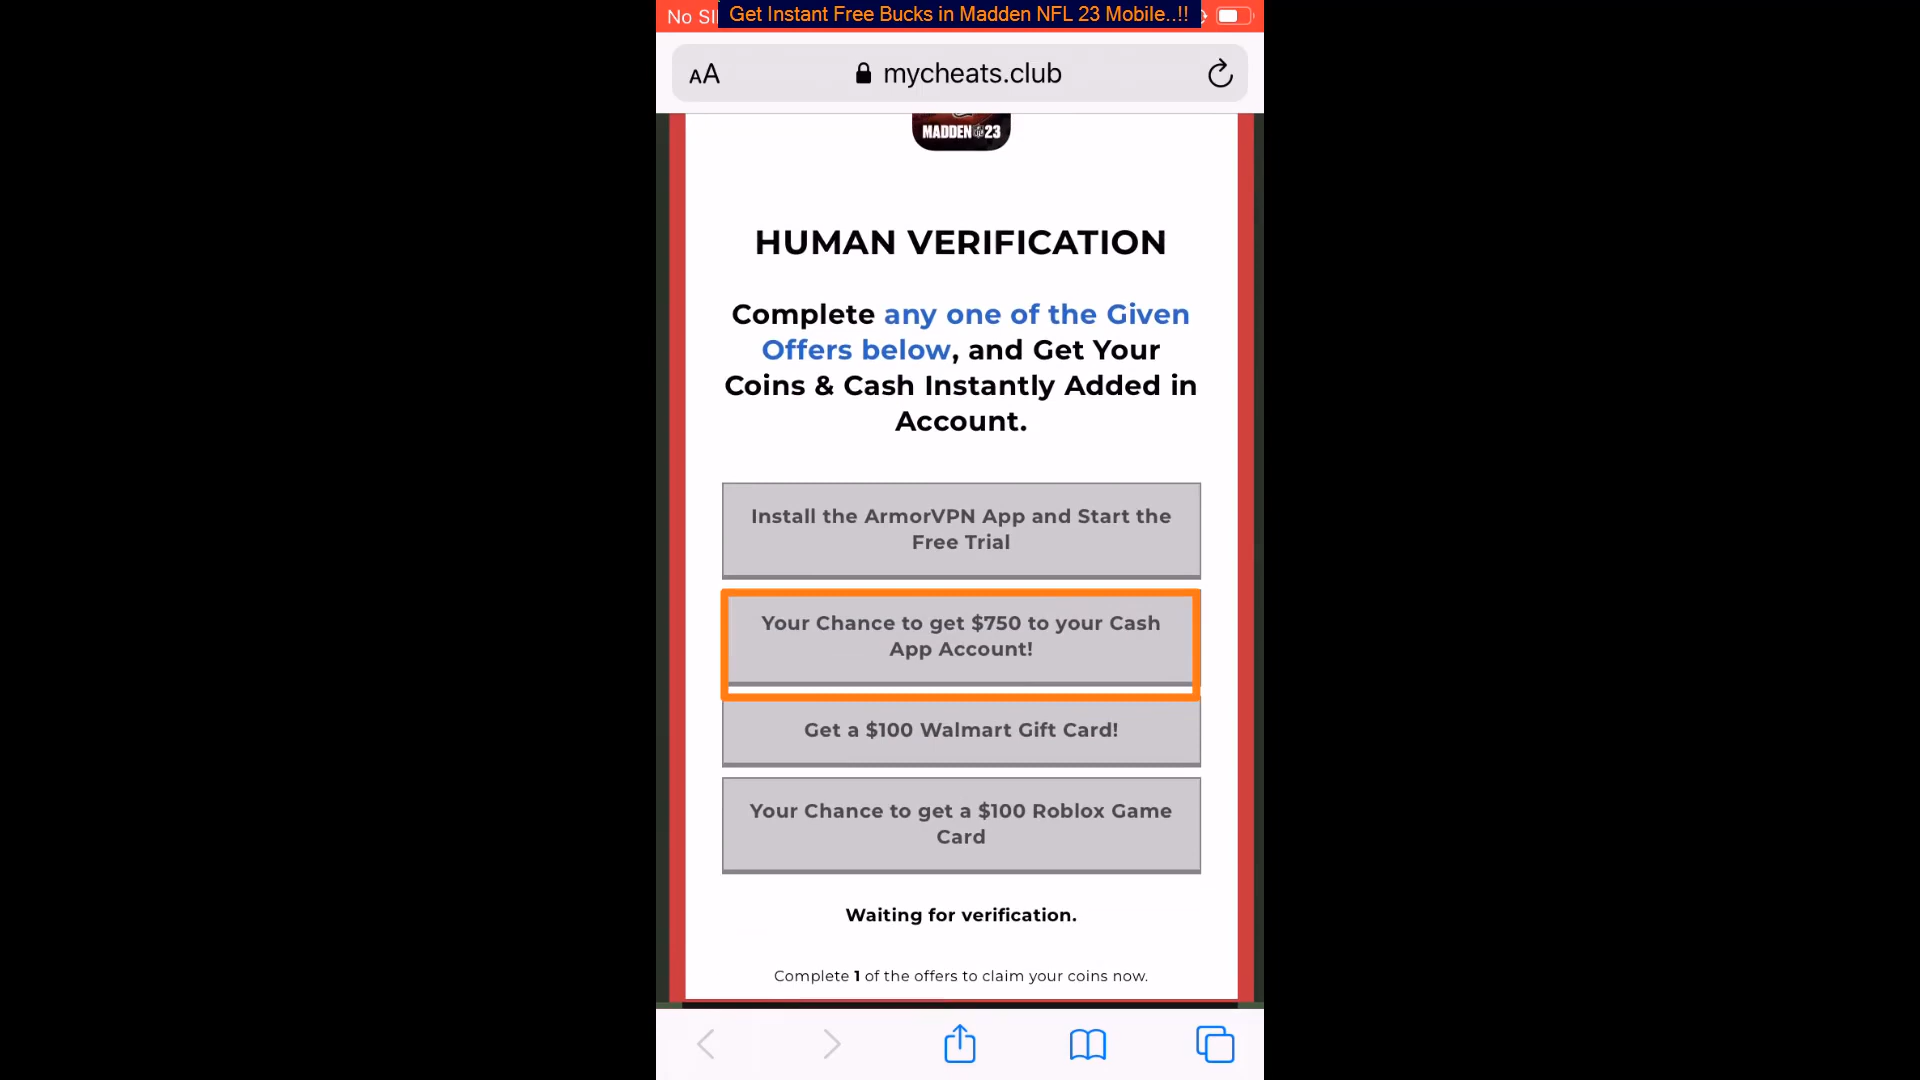 No SI
Get Instant Free Bucks in Madden NFL 23 Mobile..!!
AA
mycheats.club
MADDEN NFL 23
HUMAN VERIFICATION
Complete any one of the Given
Offers below, and Get Your
Coins & Cash Instantly Added in
Account.
Install the ArmorVPN App and Start the
Free Trial
Your Chance to get $750 to your Cash
App Account!
Get a $100 Walmart Gift Card!
Your Chance to get a $100 Roblox Game
Card
Waiting for verification.
Complete 1 of the offers to claim your coins now.